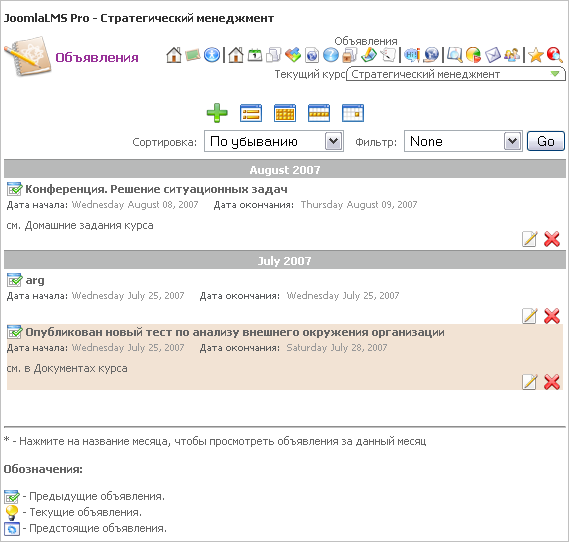 JoomlaLMS Pro - Стратегический менеджмент
Объявления
Объявления
Текущий курс Стратегический менеджмент
Сортировка: По убыванию Фильтр: None Go
August 2007
Конференция. Решение ситуационных задач
Дата начала: Wednesday August 08, 2007 Дата окончания: Thursday August 09, 2007
см. Домашние задания курса
July 2007
arg
Дата начала: Wednesday July 25, 2007 Дата окончания: Wednesday July 25, 2007
Опубликован новый тест по анализу внешнего окружения организации
Дата начала: Wednesday July 25, 2007 Дата окончания: Saturday July 28, 2007
см. в Документах курса
* - Нажмите на название месяца, чтобы просмотреть объявления за данный месяц
Обозначения:
- Предыдущие объявления.
- Текущие объявления.
- Предстоящие объявления.